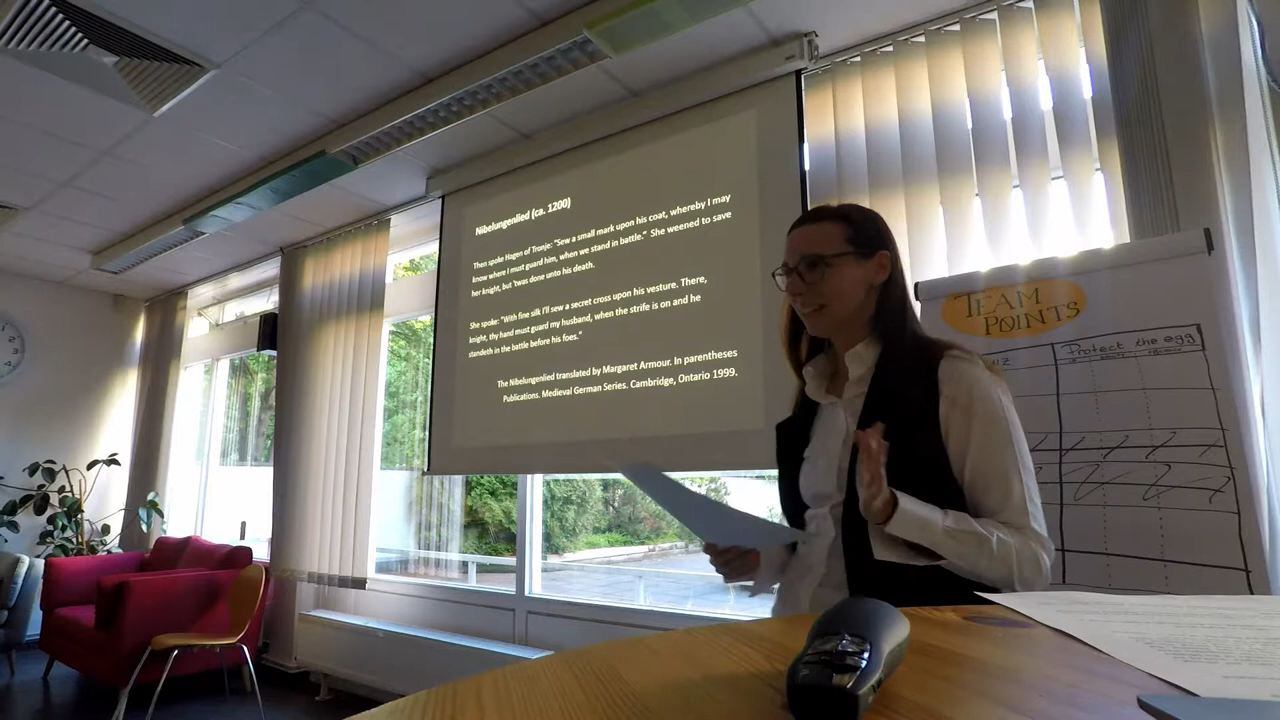 Nibelungenlied (ca. 1200)
Then spoke Hagen of Tronje: "Sew a small mark upon his coat, whereby I may
know where I must guard him, when we stand in battle." She weened to save
her knight, but 'twas done unto his death.
She spoke: "With fine silk I'll sew a secret cross upon his vesture. There,
knight, thy hand must guard my husband, when the strife is on and he
standeth in the battle before his foes."
The Nibelungenlied translated by Margaret Armour. In parentheses
Publications. Medieval German Series. Cambridge, Ontario 1999.
TEAM
POINTS
Protect the egg